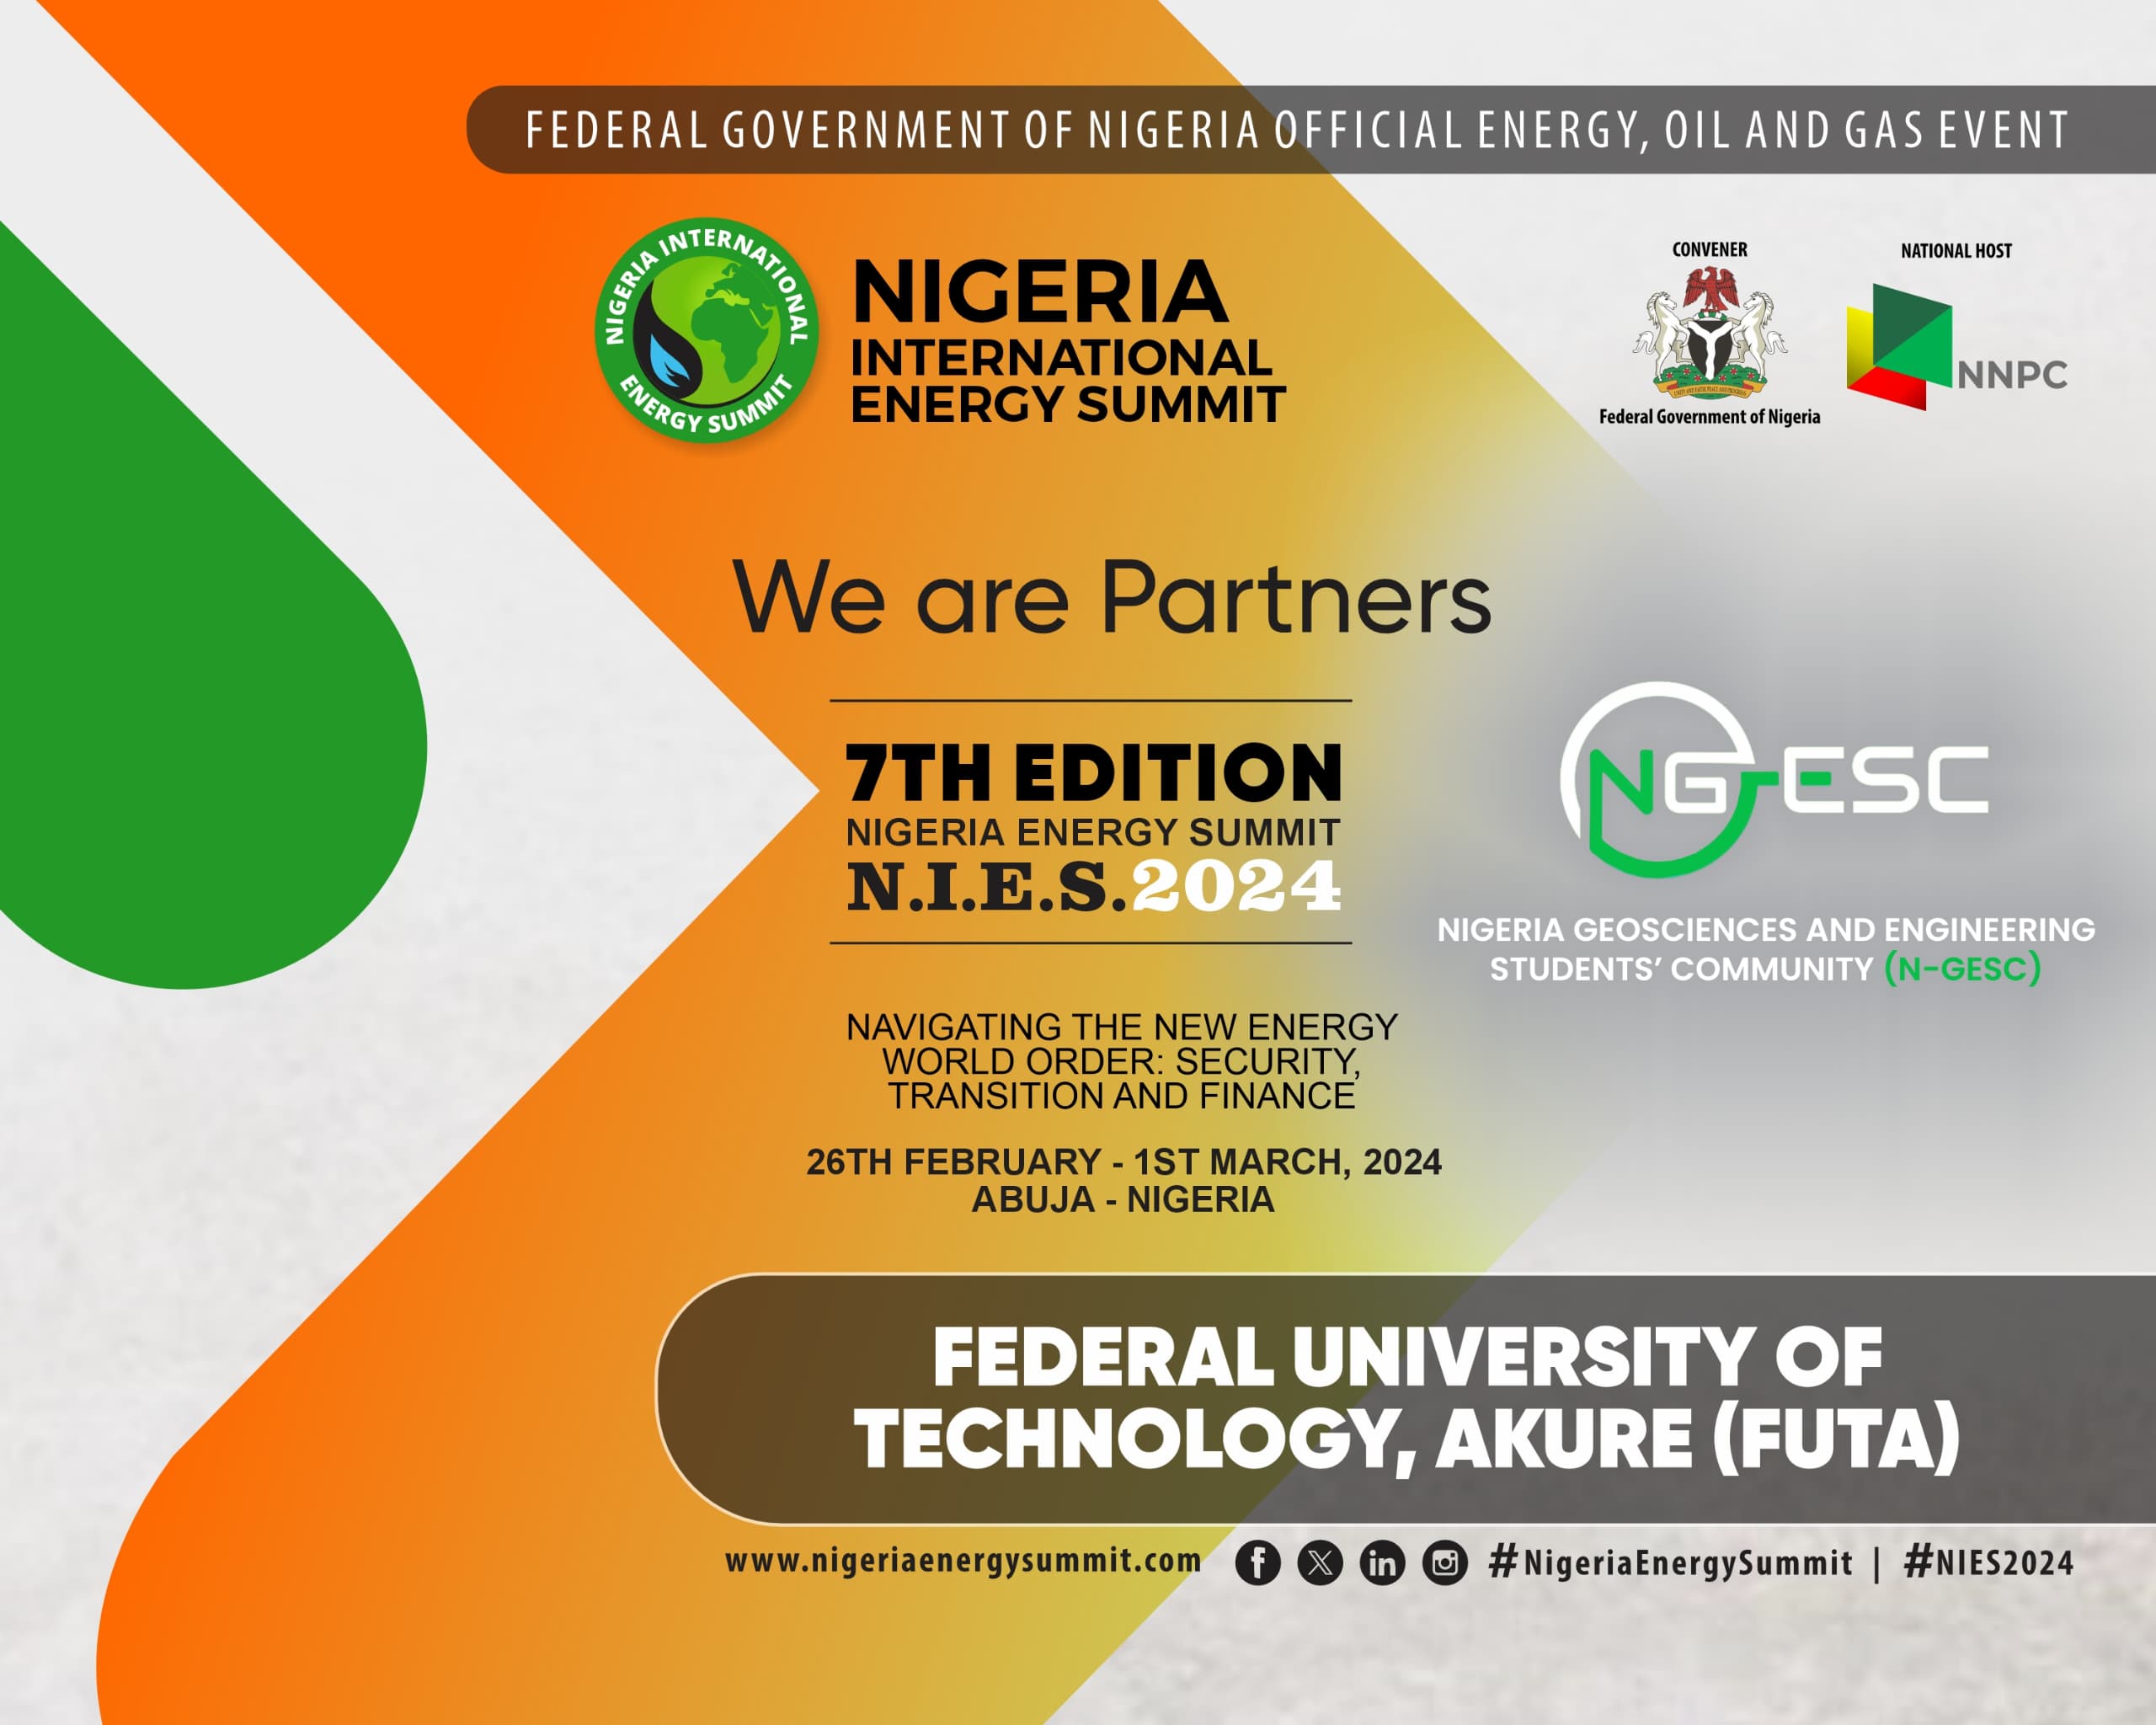 FEDERAL GOVERNMENT OF NIGERIA OFFICIAL ENERGY, OIL AND GAS EVENT
NIGERIA INTERNATIONAL
ENERGY SUMMIT
NIGERIA
INTERNATIONAL
ENERGY SUMMIT
CONVENER
Federal Government of Nigeria
NATIONAL HOST
NNPC
We are Partners
7TH EDITION
NIGERIA ENERGY SUMMIT
N.I.E.S.2024
NG-ESC
NIGERIA GEOSCIENCES AND ENGINEERING
STUDENTS’ COMMUNITY (N-GESC)
NAVIGATING THE NEW ENERGY
WORLD ORDER: SECURITY,
TRANSITION AND FINANCE
26TH FEBRUARY - 1ST MARCH, 2024
ABUJA - NIGERIA
FEDERAL UNIVERSITY OF
TECHNOLOGY, AKURE (FUTA)
www.nigeriaenergysummit.com #NigeriaEnergySummit | #NIES2024